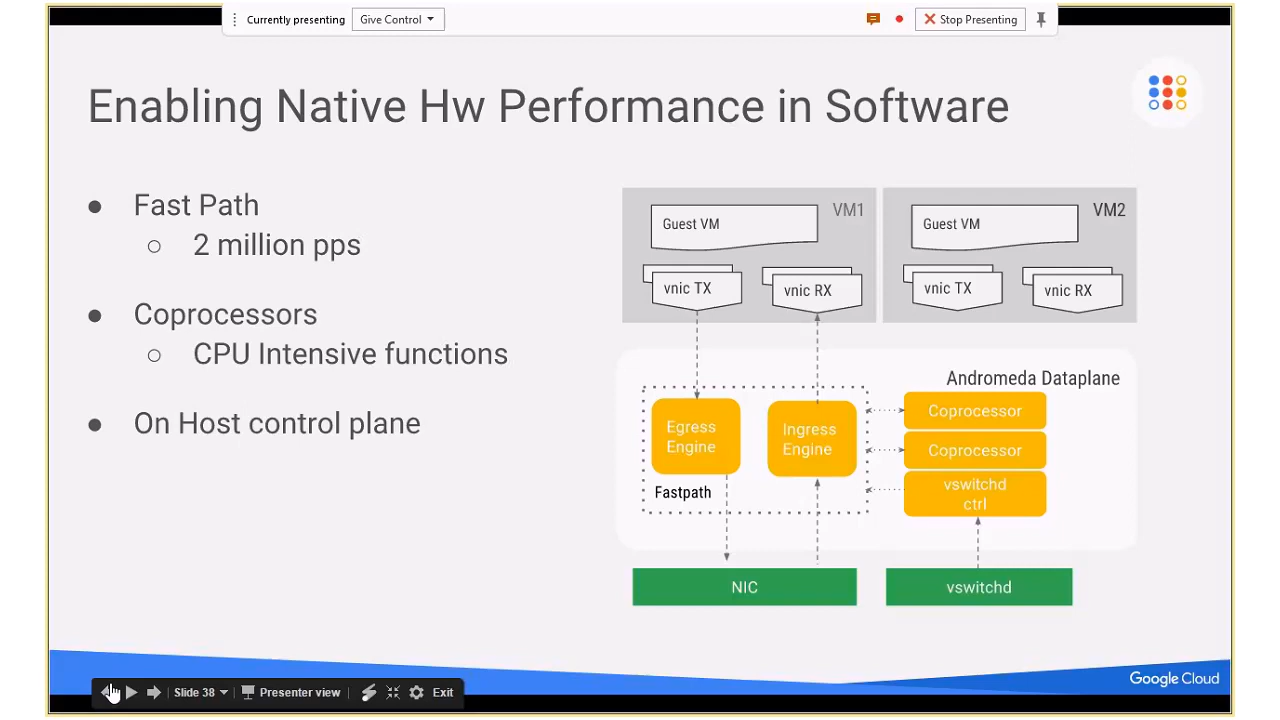 Currently presenting
Give Control
Stop Presenting
Enabling Native Hw Performance in Software
Fast Path
2 million pps
Coprocessors
CPU Intensive functions
On Host control plane
VM1
Guest VM
vnic TX
vnic RX
VM2
Guest VM
vnic TX
vnic RX
Andromeda Dataplane
Egress
Engine
Ingress
Engine
Fastpath
Coprocessor
Coprocessor
vswitchd
ctrl
NIC
vswitchd
Google Cloud
Slide 38
Presenter view
Exit